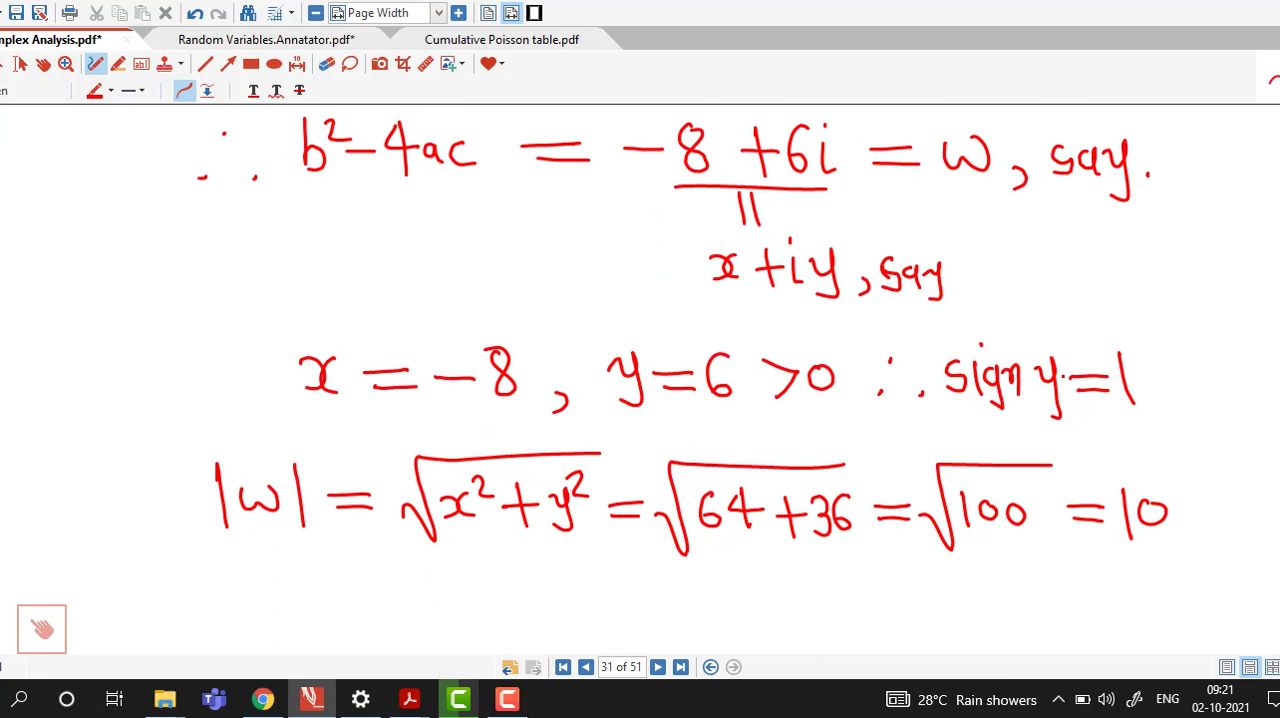 Page Width
mplex Analysis.pdf* Random Variables.Annatator.pdf* Cumulative Poisson table.pdf
en
∴ b²-4ac = -8+6i = w, say.
||
x+iy, say
x = -8, y=6 >0 ∴ sign y=1
|w| = √(x²+y²) = √(64+36) = √100 = 10
31 of 51
28°C Rain showers ENG 09:21
02-10-2021